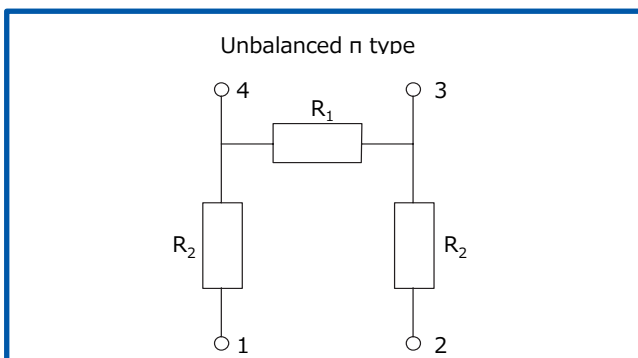 Unbalanced π type
4
3
R₁
R₂
R₂
1
2